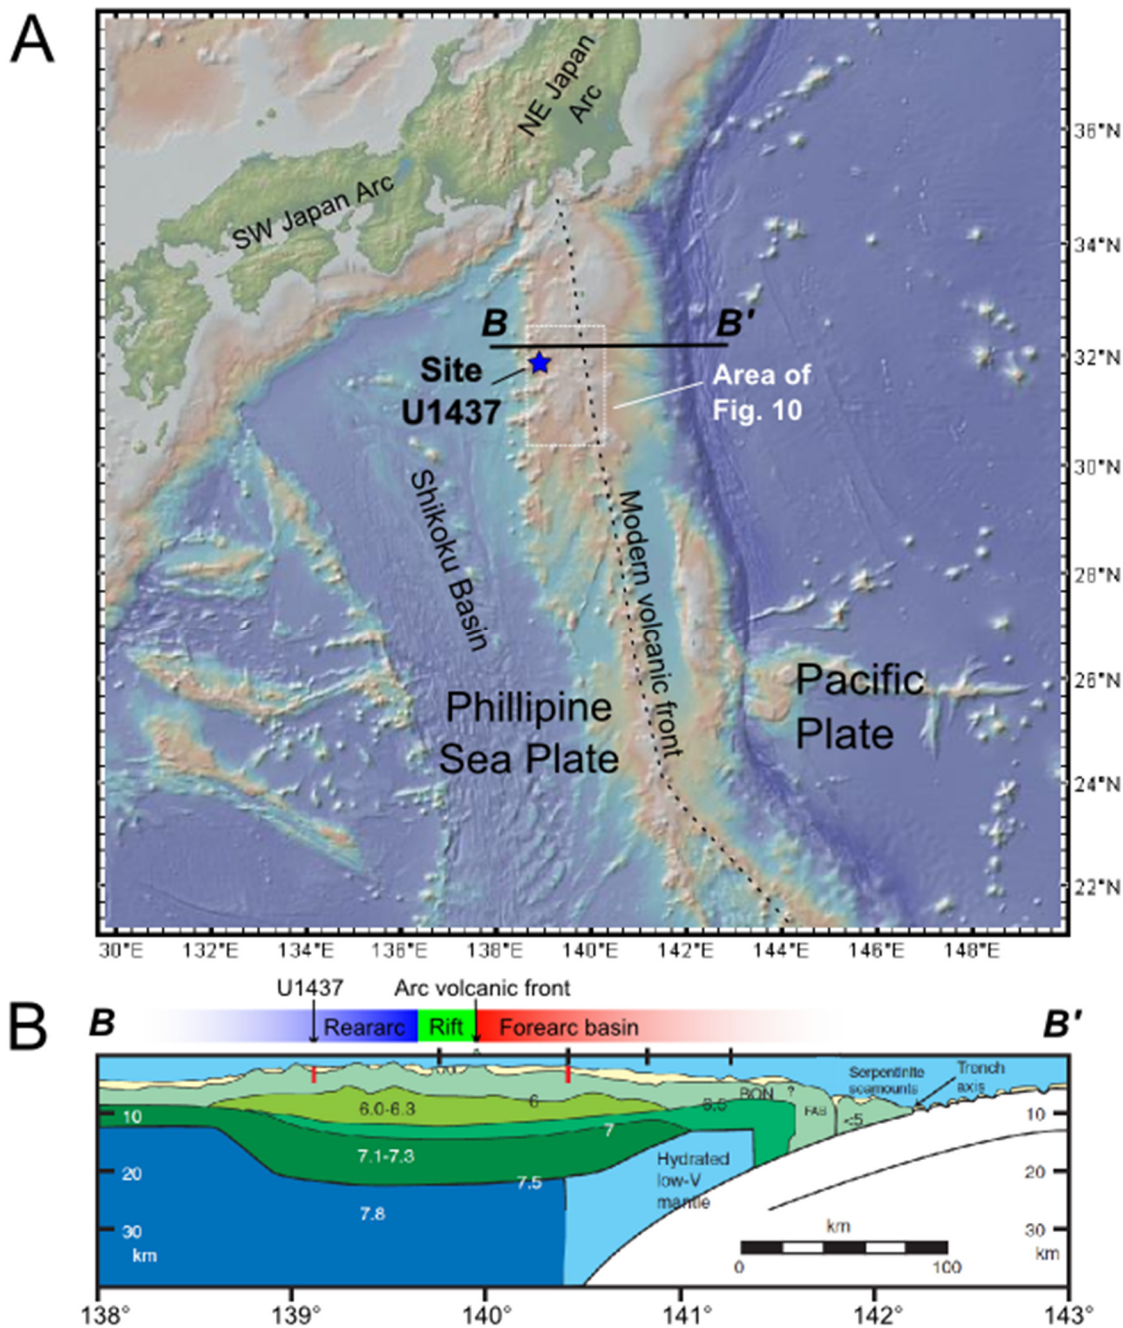 A
NE Japan
Arc
SW Japan Arc
36°N
34°N
B
B'
32°N
Site
U1437
Area of
Fig. 10
30°N
Shikoku Basin
Modern volcanic front
28°N
26°N
Pacific
Plate
Phillipine
Sea Plate
24°N
22°N
30°E 132°E 134°E 136°E 138°E 140°E 142°E 144°E 146°E 148°E
B
U1437
Arc volcanic front
B
Reararc
Rift
Forearc basin
B'
Serpentinite
seamounts
Trench
axis
BON
?
10
6.0-6.3
6
FAB
<5
10
7
7.1-7.3
Hydrated
low-V
mantle
20
7.5
20
7.8
30
km
km
30
km
0
100
138° 139° 140° 141° 142° 143°